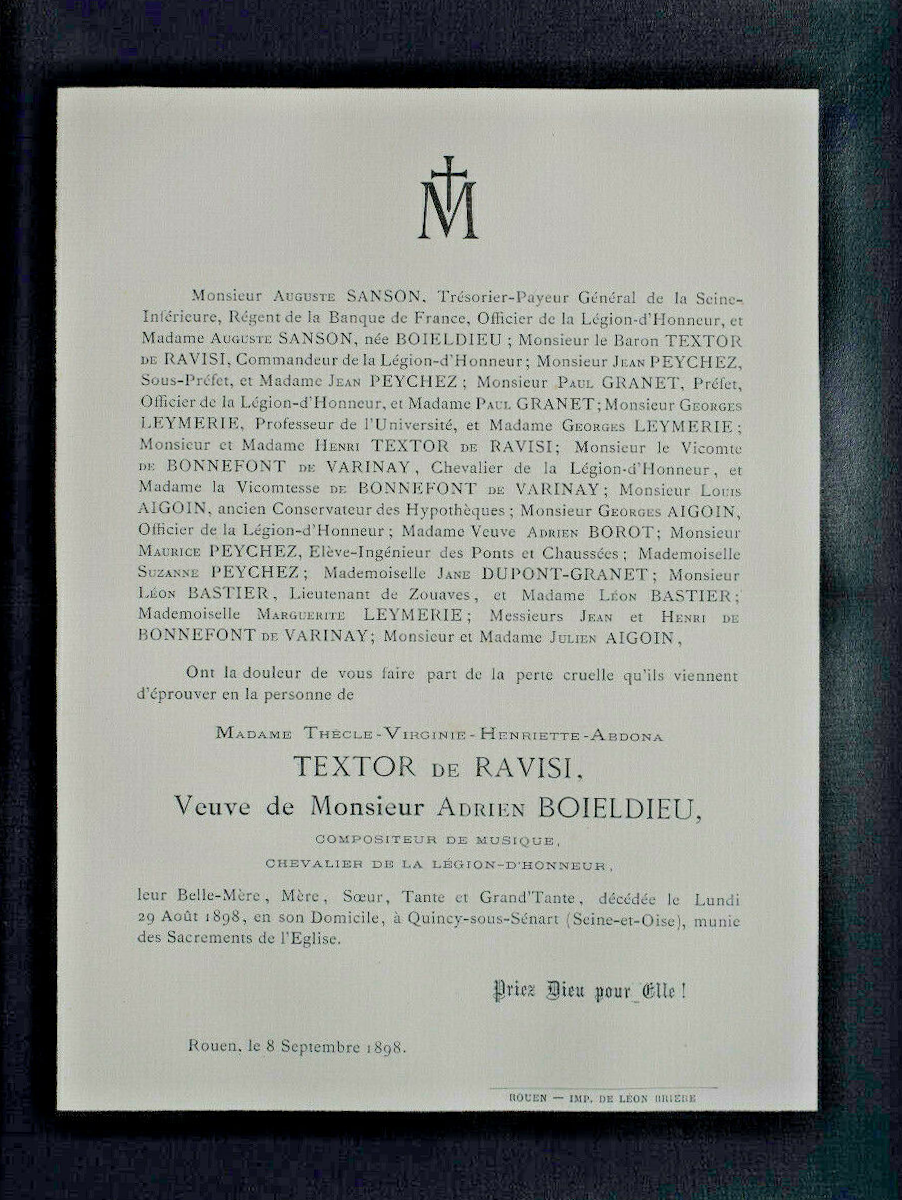 M
Monsieur Auguste SANSON, Trésorier-Payeur Général de la Seine-
Inférieure, Régent de la Banque de France, Officier de la Légion-d'Honneur, et
Madame Auguste SANSON, née BOIELDIEU ; Monsieur le Baron TEXTOR
de RAVISI, Commandeur de la Légion-d'Honneur ; Monsieur Jean PEYCHEZ,
Sous-Préfet, et Madame Jean PEYCHEZ ; Monsieur Paul GRANET, Préfet,
Officier de la Légion-d'Honneur, et Madame Paul GRANET ; Monsieur Georges
LEYMERIE, Professeur de l'Université, et Madame Georges LEYMERIE ;
Monsieur et Madame Henri TEXTOR de RAVISI ; Monsieur le Vicomte
de BONNEFONT de VARINAY, Chevalier de la Légion-d'Honneur, et
Madame la Vicomtesse de BONNEFONT de VARINAY ; Monsieur Louis
AIGOIN, ancien Conservateur des Hypothèques ; Monsieur Georges AIGOIN,
Officier de la Légion-d'Honneur ; Madame Veuve Adrien BOROT ; Monsieur
Maurice PEYCHEZ, Elève-Ingénieur des Ponts et Chaussées ; Mademoiselle
Suzanne PEYCHEZ ; Mademoiselle Jane DUPONT-GRANET ; Monsieur
Léon BASTIER, Lieutenant de Zouaves, et Madame Léon BASTIER ;
Mademoiselle Marguerite LEYMERIE ; Messieurs Jean et Henri de
BONNEFONT de VARINAY ; Monsieur et Madame Julien AIGOIN,
Ont la douleur de vous faire part de la perte cruelle qu'ils viennent
d'éprouver en la personne de
Madame Thècle-Virginie-Henriette-Abdona
TEXTOR de RAVISI,
Veuve de Monsieur Adrien BOIELDIEU,
COMPOSITEUR DE MUSIQUE,
CHEVALIER DE LA LÉGION-D'HONNEUR,
leur Belle-Mère, Mère, Sœur, Tante et Grand'Tante, décédée le Lundi
29 Août 1898, en son Domicile, à Quincy-sous-Sénart (Seine-et-Oise), munie
des Sacrements de l'Eglise.
Priez Dieu pour Elle !
Rouen, le 8 Septembre 1898.
ROUEN — IMP. DE LÉON BRIÈRE